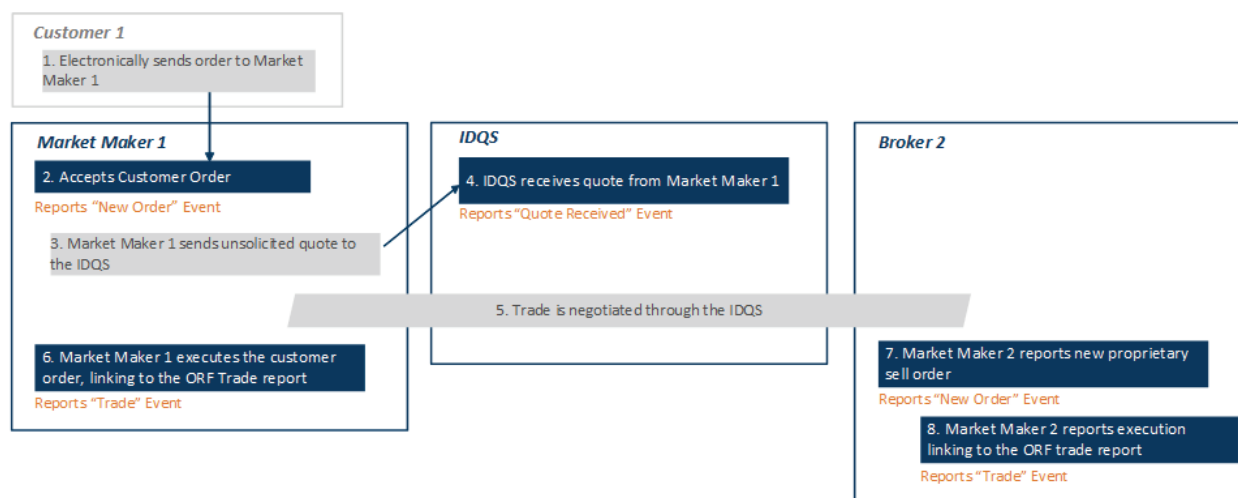 Customer 1
1. Electronically sends order to Market
Maker 1
Market Maker 1
2. Accepts Customer Order
Reports “New Order” Event
3. Market Maker 1 sends unsolicited quote to
the IDQS
6. Market Maker 1 executes the customer
order, linking to the ORF Trade report
Reports “Trade” Event
IDQS
4. IDQS receives quote from Market Maker 1
Reports “Quote Received” Event
5. Trade is negotiated through the IDQS
Broker 2
7. Market Maker 2 reports new proprietary
sell order
Reports “New Order” Event
8. Market Maker 2 reports execution
linking to the ORF trade report
Reports “Trade” Event